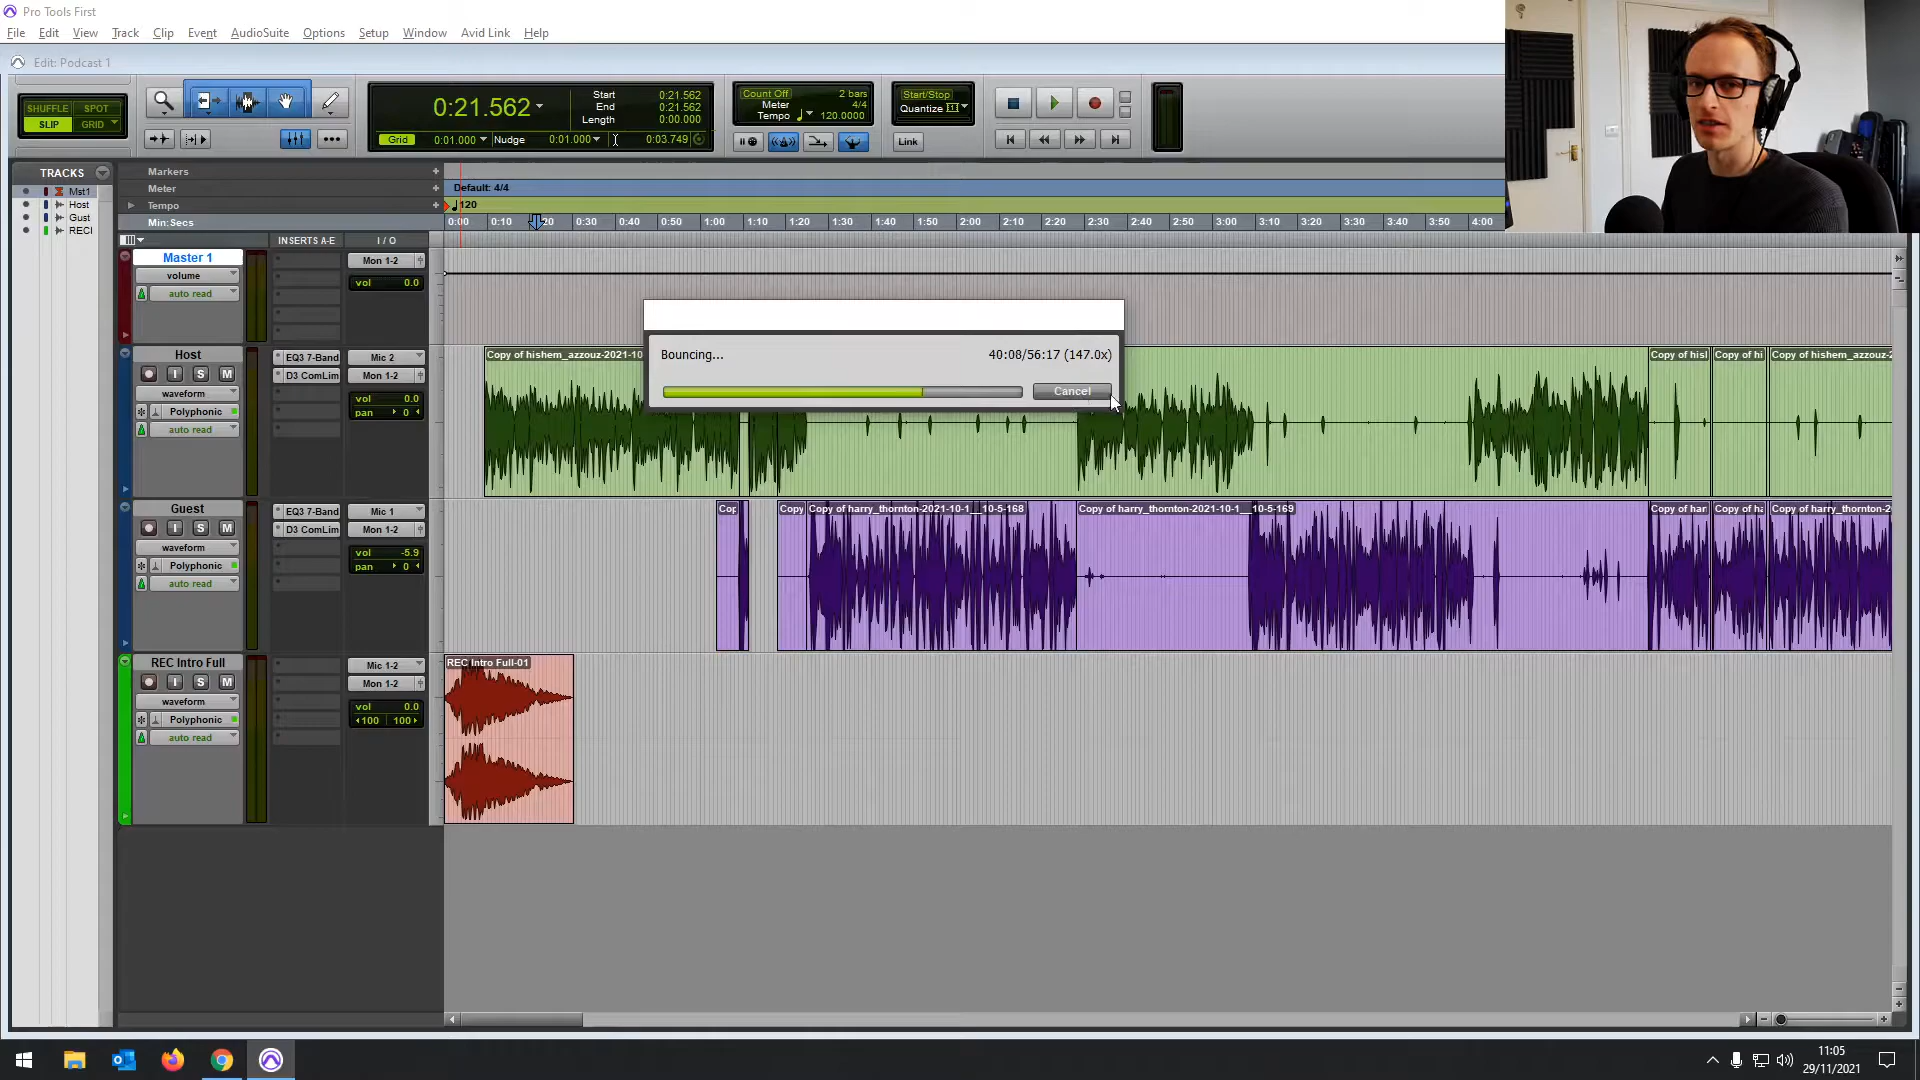 Pro Tools First
File Edit View Track Clip Event AudioSuite Options Setup Window Avid Link Help
Edit: Podcast 1
SHUFFLE SPOT
SLIP GRID
0:21.562
Start 0:21.562
End 0:21.562
Length 0:00.000
Grid 0:01.000 Nudge 0:01.000 0:03.749
Count Off 2 bars
Meter 4/4
Tempo 120.0000
Start/Stop
Quantize
Link
TRACKS
Mst1
Host
Gust
RECI
Markers
Meter Default: 4/4
Tempo 120
Min:Secs 0:00 0:10 0:20 0:30 0:40 0:50 1:00 1:10 1:20 1:30 1:40 1:50 2:00 2:10 2:20 2:30 2:40 2:50 3:00 3:10 3:20 3:30 3:40 3:50 4:00
INSERTS A-E I / O
Master 1
volume
auto read
Mon 1-2
vol 0.0
Bouncing... 40:08/56:17 (147.0x)
Cancel
Host
waveform
Polyphonic
auto read
EQ3 7-Band
D3 ComLim
Mic 2
Mon 1-2
vol 0.0
pan 0
I S M
Copy of hishem_azzouz-2021-10
Copy of hisl Copy of hi Copy of hishem_azzouz-2
Guest
waveform
Polyphonic
auto read
EQ3 7-Band
D3 ComLim
Mic 1
Mon 1-2
vol -5.9
pan 0
I S M
Cop Copy Copy of harry_thornton-2021-10-1__10-5-168 Copy of harry_thornton-2021-10-1__10-5-169 Copy of har Copy of ha Copy of harry_thornton-2
REC Intro Full
waveform
Polyphonic
auto read
Mic 1-2
Mon 1-2
vol 0.0
100 100
I S M
REC Intro Full-01
11:05
29/11/2021